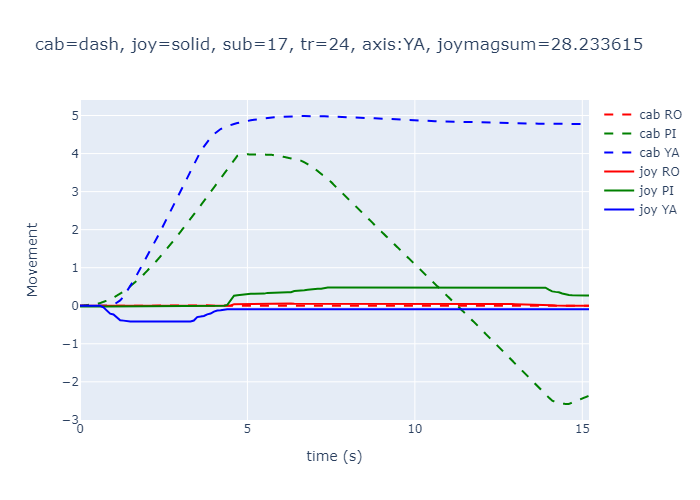 cab=dash, joy=solid, sub=17, tr=24, axis:YA, joymagsum=28.233615
cab RO
cab PI
cab YA
joy RO
joy PI
joy YA
Movement
5
4
3
2
1
0
−1
−2
−3
0
5
10
15
time (s)